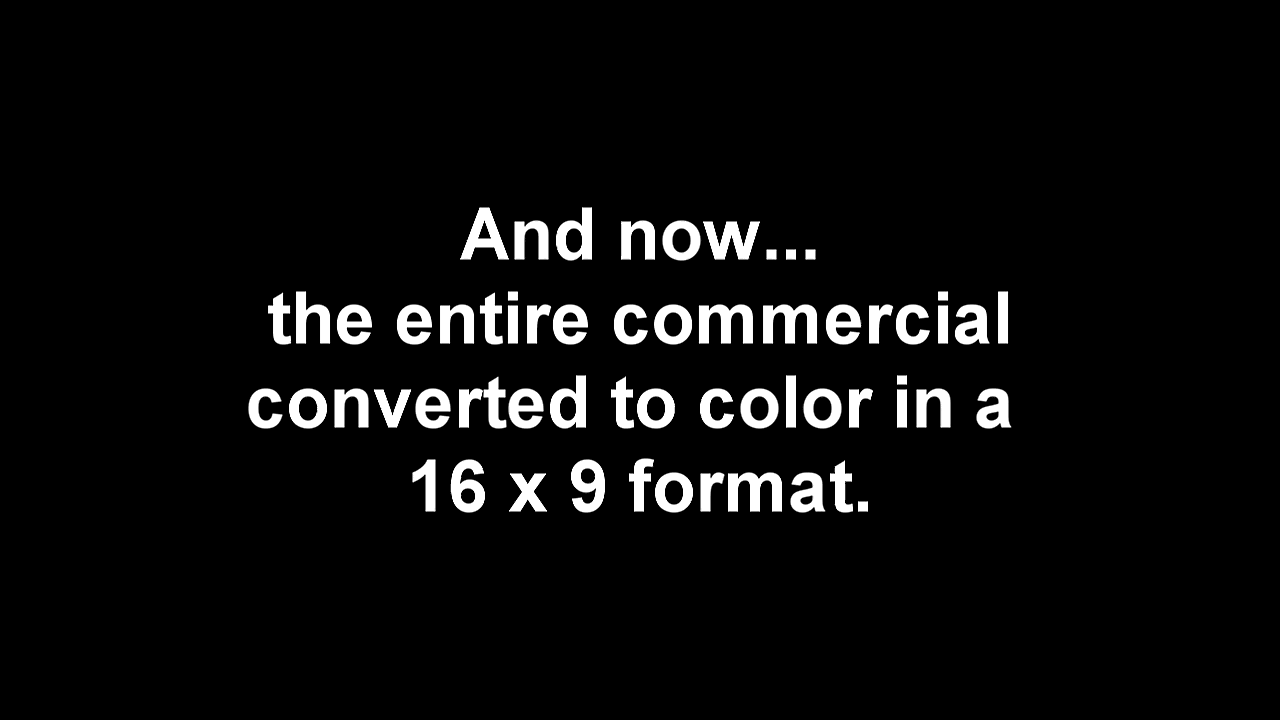 And now...
the entire commercial
converted to color in a
16 x 9 format.